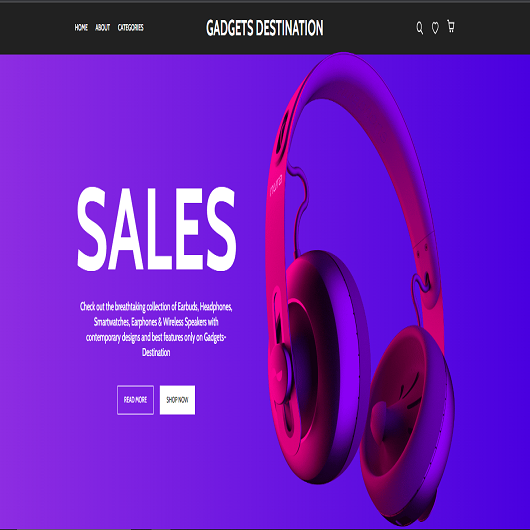 HOME ABOUT CATEGORIES GADGETS DESTINATION
SALES
Check out the breathtaking collection of Earbuds, Headphones,
Smartwatches, Earphones & Wireless Speakers with
contemporary designs and best features only on Gadgets-
Destination
READ MORE SHOP NOW